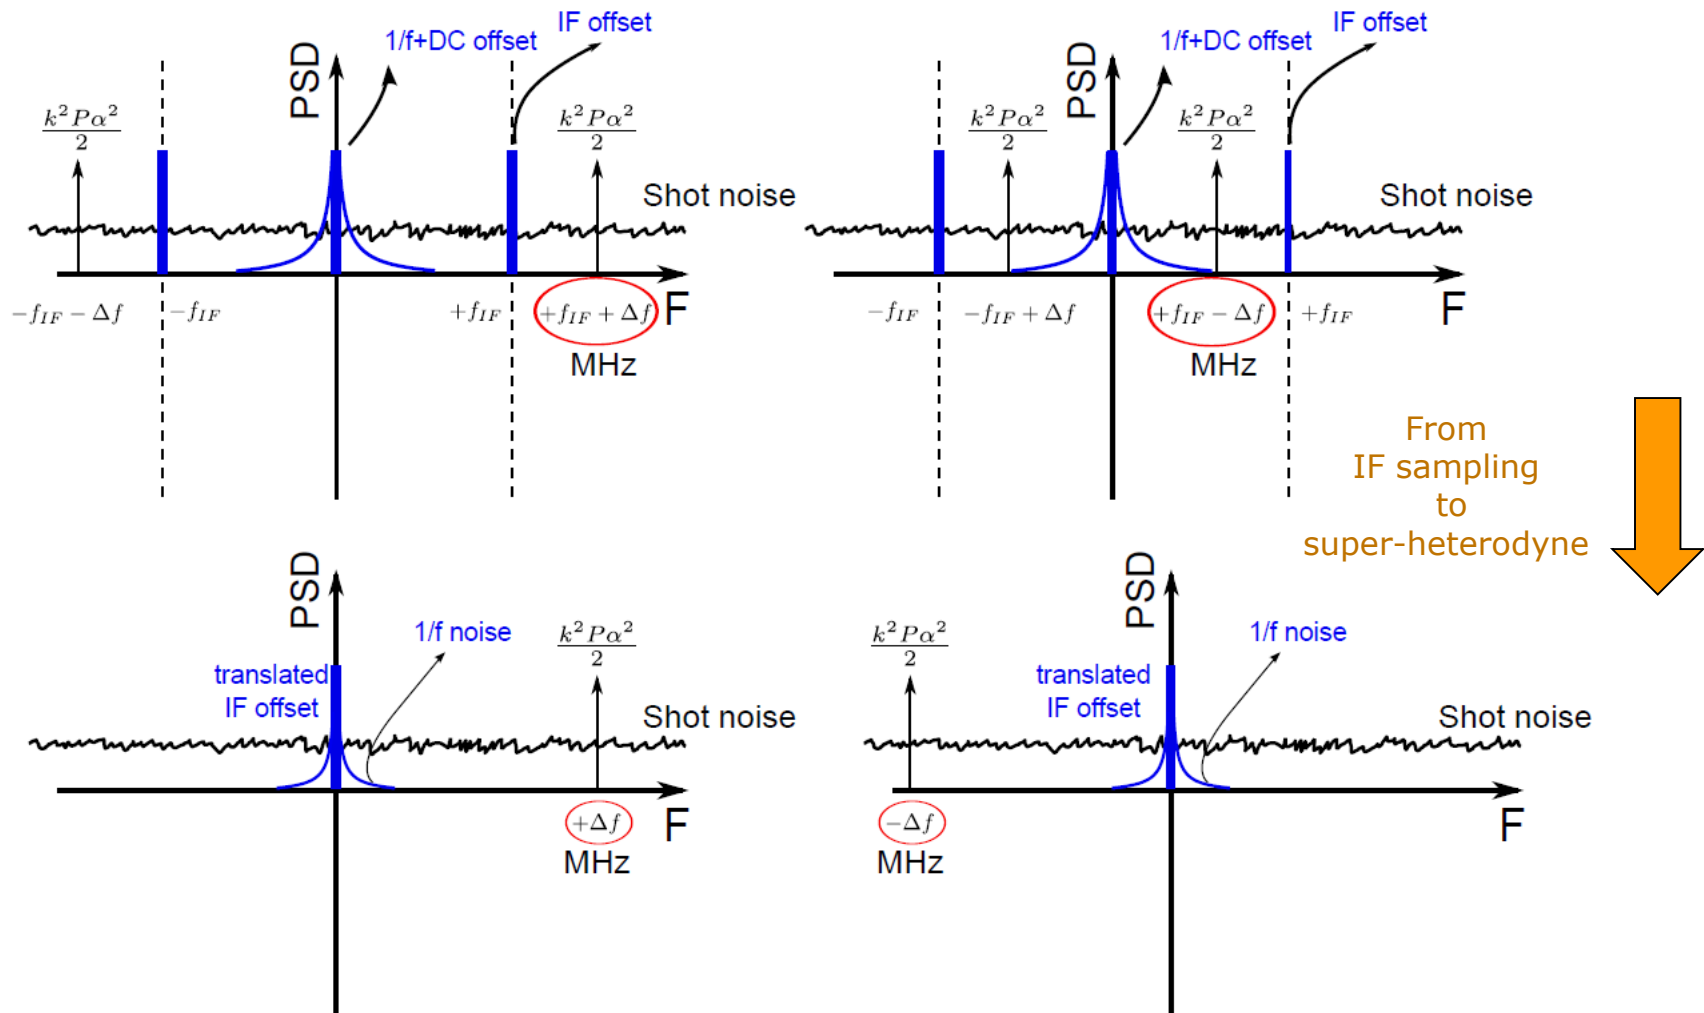 IF offset
1/f+DC offset
PSD
k²Pα²
2
k²Pα²
2
Shot noise
−f_IF − Δf
−f_IF
+f_IF
+f_IF + Δf
F
MHz
IF offset
1/f+DC offset
PSD
k²Pα²
2
k²Pα²
2
Shot noise
−f_IF
−f_IF + Δf
+f_IF − Δf
+f_IF
F
MHz
From
IF sampling
to
super-heterodyne
PSD
1/f noise
k²Pα²
2
translated
IF offset
Shot noise
+Δf
F
MHz
PSD
k²Pα²
2
1/f noise
translated
IF offset
Shot noise
−Δf
F
MHz